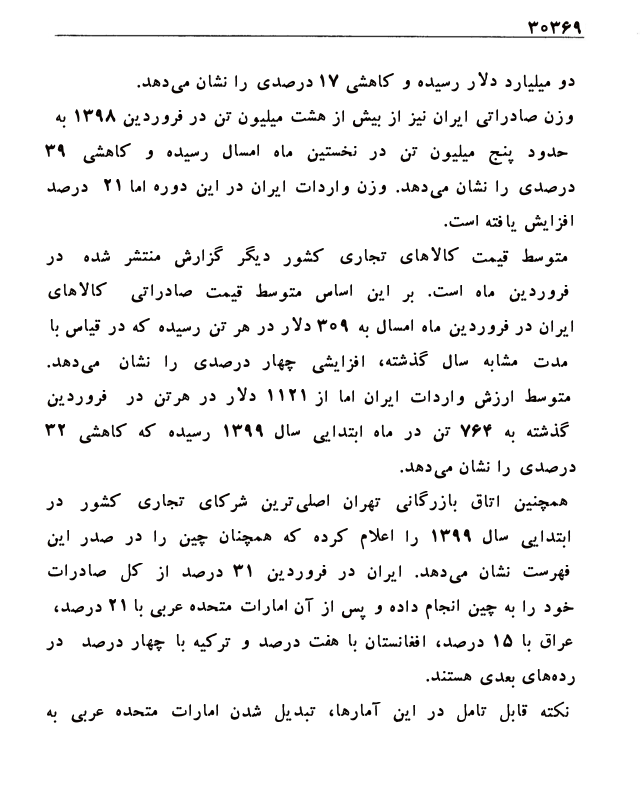 ۳۰۳۶۹
دو میلیارد دلار رسیده و کاهشی ۱۷ درصدی را نشان می‌دهد.
وزن صادراتی ایران نیز از بیش از هشت میلیون تن در فروردین ۱۳۹۸ به
حدود پنج میلیون تن در نخستین ماه امسال رسیده و کاهشی ۳۹
درصدی را نشان می‌دهد. وزن واردات ایران در این دوره اما ۲۱ درصد
افزایش یافته است.
متوسط قیمت کالاهای تجاری کشور دیگر گزارش منتشر شده در
فروردین ماه است. بر این اساس متوسط قیمت صادراتی کالاهای
ایران در فروردین ماه امسال به ۳۰۹ دلار در هر تن رسیده که در قیاس با
مدت مشابه سال گذشته، افزایشی چهار درصدی را نشان می‌دهد.
متوسط ارزش واردات ایران اما از ۱۱۲۱ دلار در هرتن در فروردین
گذشته به ۷۶۴ تن در ماه ابتدایی سال ۱۳۹۹ رسیده که کاهشی ۳۲
درصدی را نشان می‌دهد.
همچنین اتاق بازرگانی تهران اصلی‌ترین شرکای تجاری کشور در
ابتدایی سال ۱۳۹۹ را اعلام کرده که همچنان چین را در صدر این
فهرست نشان می‌دهد. ایران در فروردین ۳۱ درصد از کل صادرات
خود را به چین انجام داده و پس از آن امارات متحده عربی با ۲۱ درصد،
عراق با ۱۵ درصد، افغانستان با هفت درصد و ترکیه با چهار درصد در
رده‌های بعدی هستند.
نکته قابل تامل در این آمارها، تبدیل شدن امارات متحده عربی به